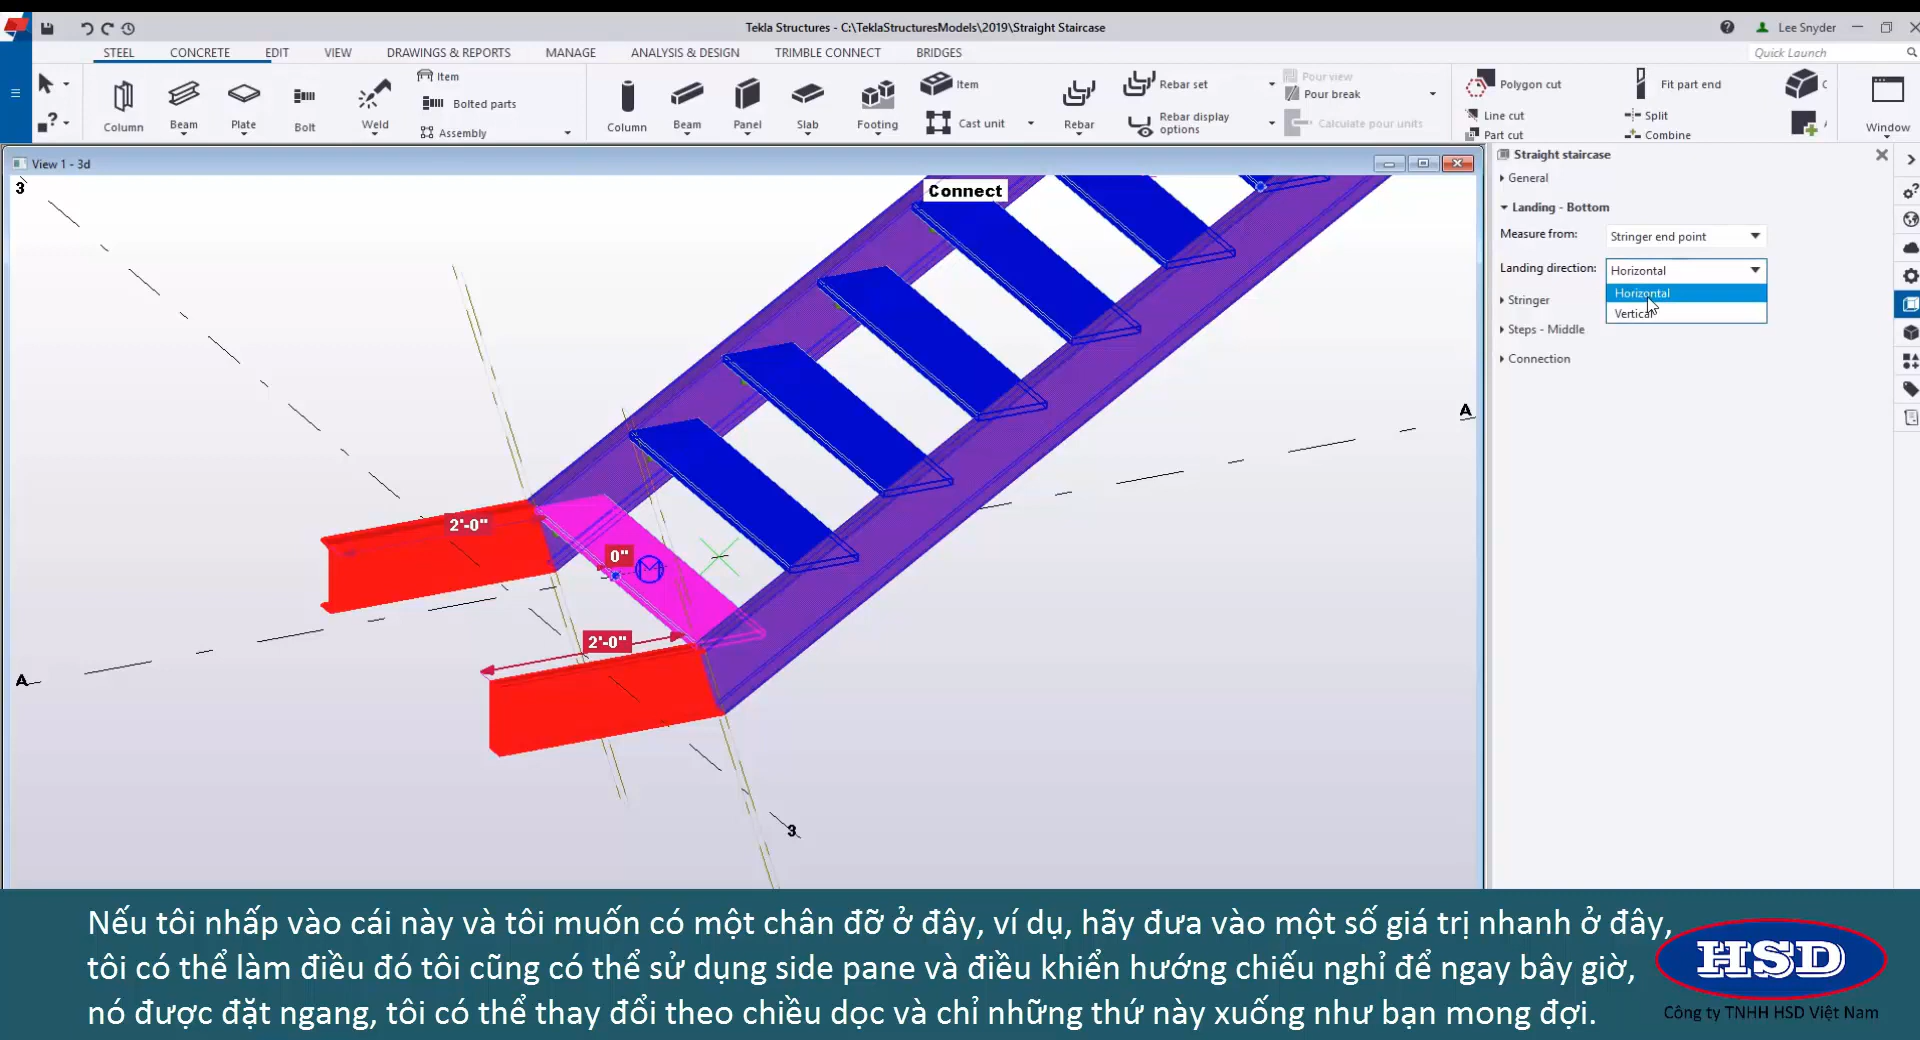 Tekla Structures - C:\TeklaStructuresModels\2019\Straight Staircase
Lee Snyder
STEEL CONCRETE EDIT VIEW DRAWINGS & REPORTS MANAGE ANALYSIS & DESIGN TRIMBLE CONNECT BRIDGES
Quick Launch
Column Beam Plate Bolt Weld
Item
Bolted parts
Assembly
Column Beam Panel Slab Footing
Item
Cast unit
Rebar
Rebar set
Rebar display options
Pour view
Pour break
Calculate pour units
Polygon cut
Line cut
Part cut
Fit part end
Split
Combine
Window
View 1 - 3d
Straight staircase
General
Landing - Bottom
Measure from: Stringer end point
Landing direction: Horizontal
Horizontal
Vertical
Stringer
Steps - Middle
Connection
3
Connect
A
2'-0"
0"
2'-0"
A
3
Nếu tôi nhấp vào cái này và tôi muốn có một chân đỡ ở đây, ví dụ, hãy đưa vào một số giá trị nhanh ở đây,
tôi có thể làm điều đó tôi cũng có thể sử dụng side pane và điều khiển hướng chiếu nghỉ để ngay bây giờ,
nó được đặt ngang, tôi có thể thay đổi theo chiều dọc và chỉ những thứ này xuống như bạn mong đợi.
HSD
Công ty TNHH HSD Việt Nam